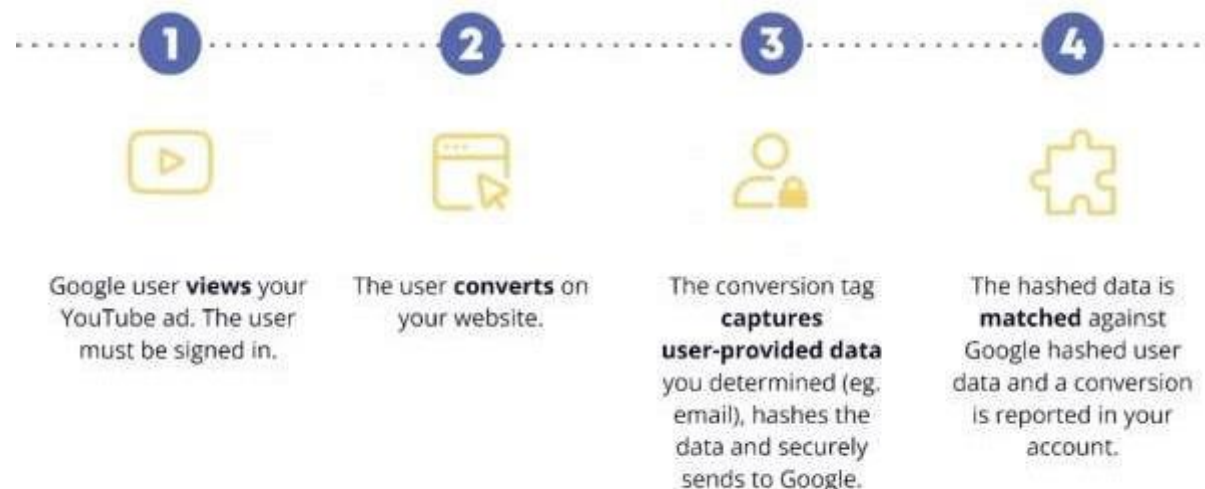 1
2
3
4
Google user views your
YouTube ad. The user
must be signed in.
The user converts on
your website.
The conversion tag
captures
user-provided data
you determined (eg.
email), hashes the
data and securely
sends to Google.
The hashed data is
matched against
Google hashed user
data and a conversion
is reported in your
account.